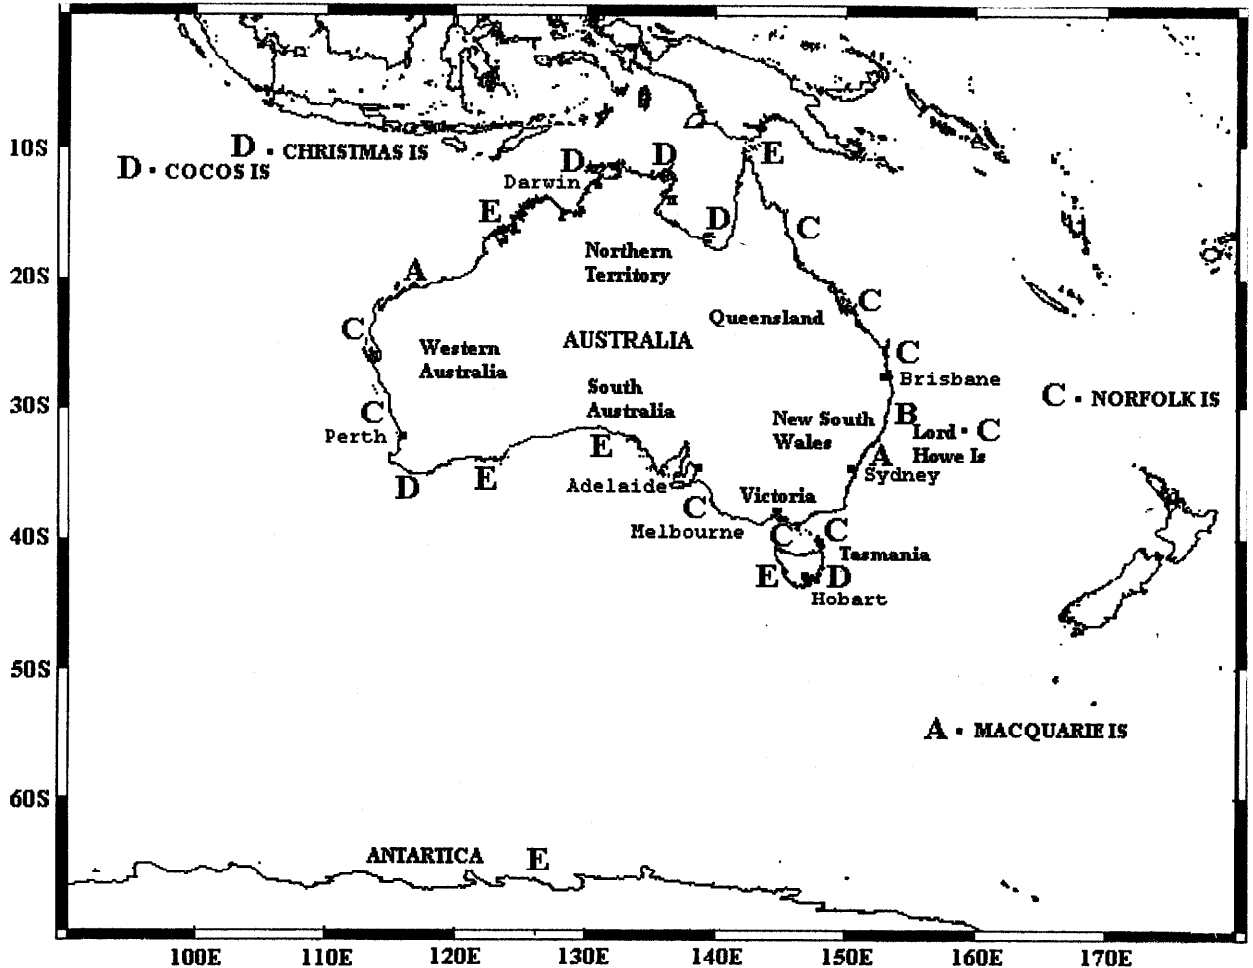 10S
D
CHRISTMAS IS
D
COCOS IS
D
D
E
Darwin
E
D
C
Northern
Territory
20S
A
C
Queensland
C
AUSTRALIA
Western
Australia
C
Brisbane
South
Australia
C
NORFOLK IS
30S
C
B
New South
Wales
Lord
Howe Is
C
Perth
E
A
Sydney
D
E
Adelaide
Victoria
C
Melbourne
C
C
40S
Tasmania
E
D
Hobart
50S
A
MACQUARIE IS
60S
ANTARTICA
E
100E
110E
120E
130E
140E
150E
160E
170E